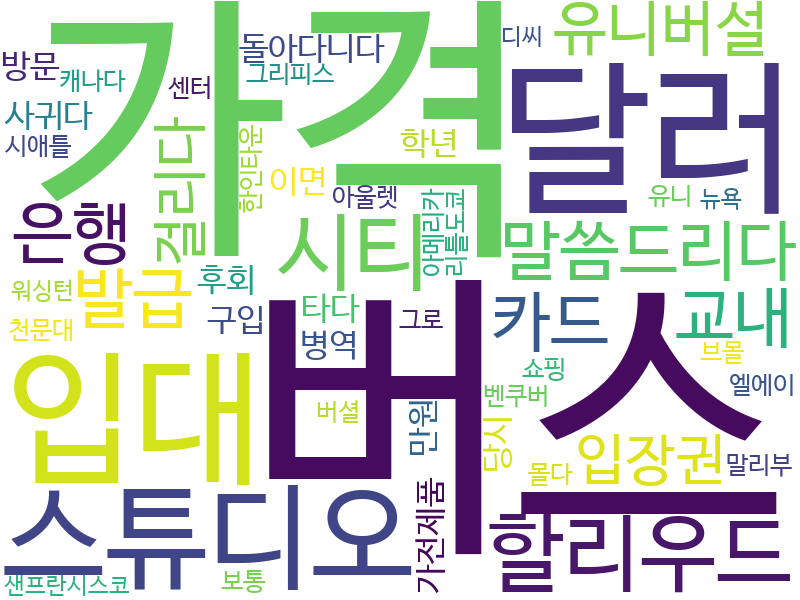 가격
디씨
유니버설
돌아다니다
방문
캐나다
센터
그리피스
달러
사귀다
시애틀
걸리다
한인타운
학년
이면
아울렛
아메리카
리틀도쿄
유니
뉴욕
은행
시티
말씀드리다
워싱턴
발급
후회
천문대
구입
타다
병역
그로
버스
카드
교내
브몰
쇼핑
엘에이
벤쿠버
입대
버셜
만원
당시
몰다
입장권
말리부
스튜디오
가전제품
할리우드
샌프란시스코
보통